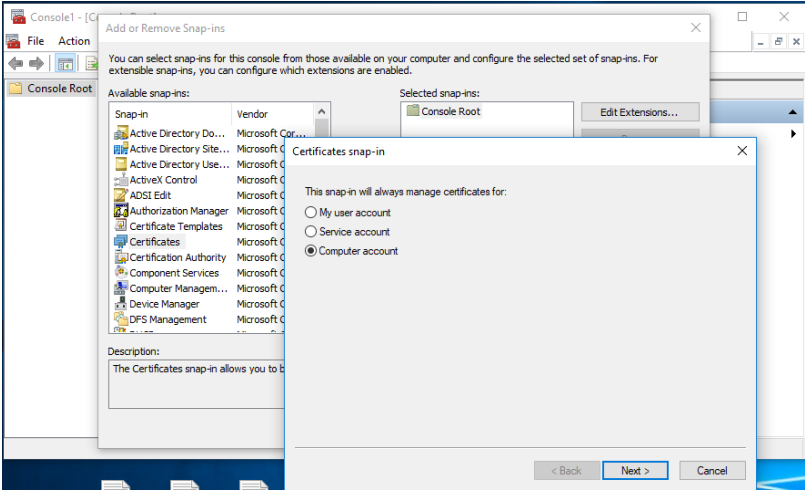 Console1 - [C
Add or Remove Snap-ins
File Action
You can select snap-ins for this console from those available on your computer and configure the selected set of snap-ins. For
extensible snap-ins, you can configure which extensions are enabled.
Console Root
Available snap-ins:
Selected snap-ins:
Snap-in Vendor
Console Root
Edit Extensions...
Active Directory Do... Microsoft Cor...
Active Directory Site... Microsoft C
Active Directory Use... Microsoft C
ActiveX Control Microsoft C
ADSI Edit Microsoft C
Authorization Manager Microsoft C
Certificate Templates Microsoft C
Certificates Microsoft C
Certification Authority Microsoft C
Component Services Microsoft C
Computer Managem... Microsoft C
Device Manager Microsoft C
DFS Management Microsoft C
Description:
The Certificates snap-in allows you to b
Certificates snap-in
This snap-in will always manage certificates for:
My user account
Service account
Computer account
< Back Next > Cancel